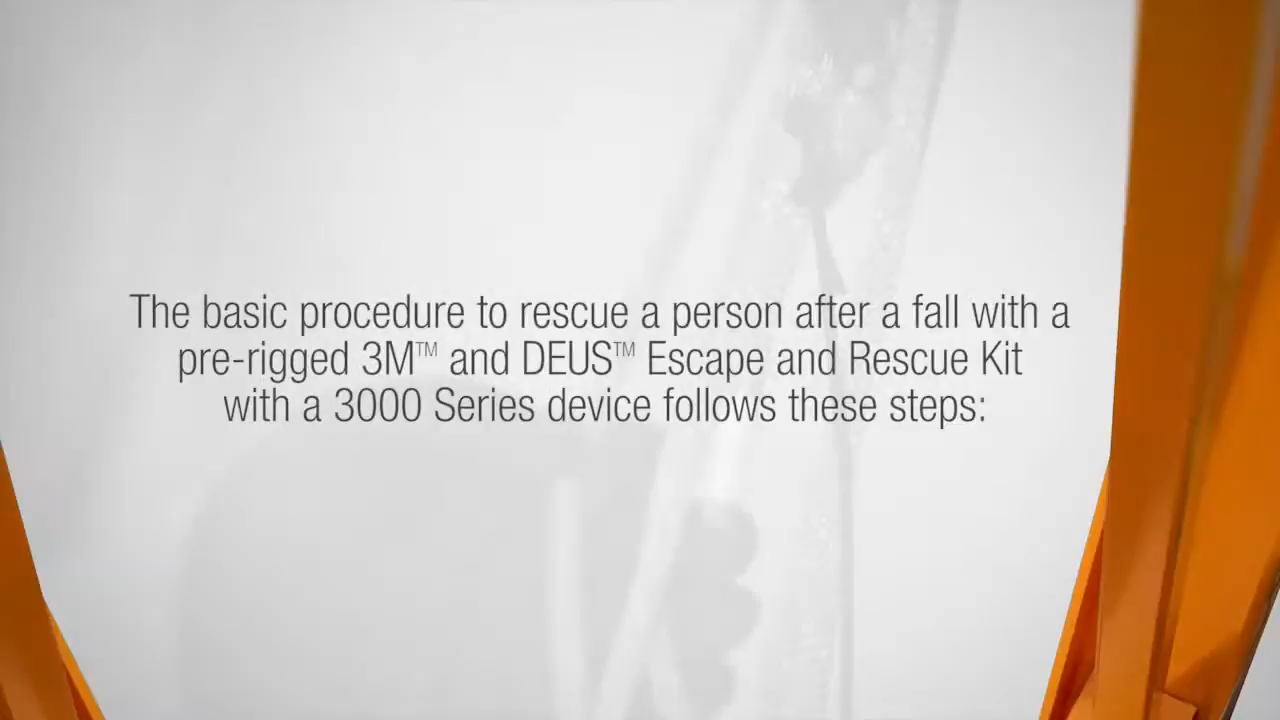 The basic procedure to rescue a person after a fall with a
pre-rigged 3M™ and DEUS™ Escape and Rescue Kit
with a 3000 Series device follows these steps: